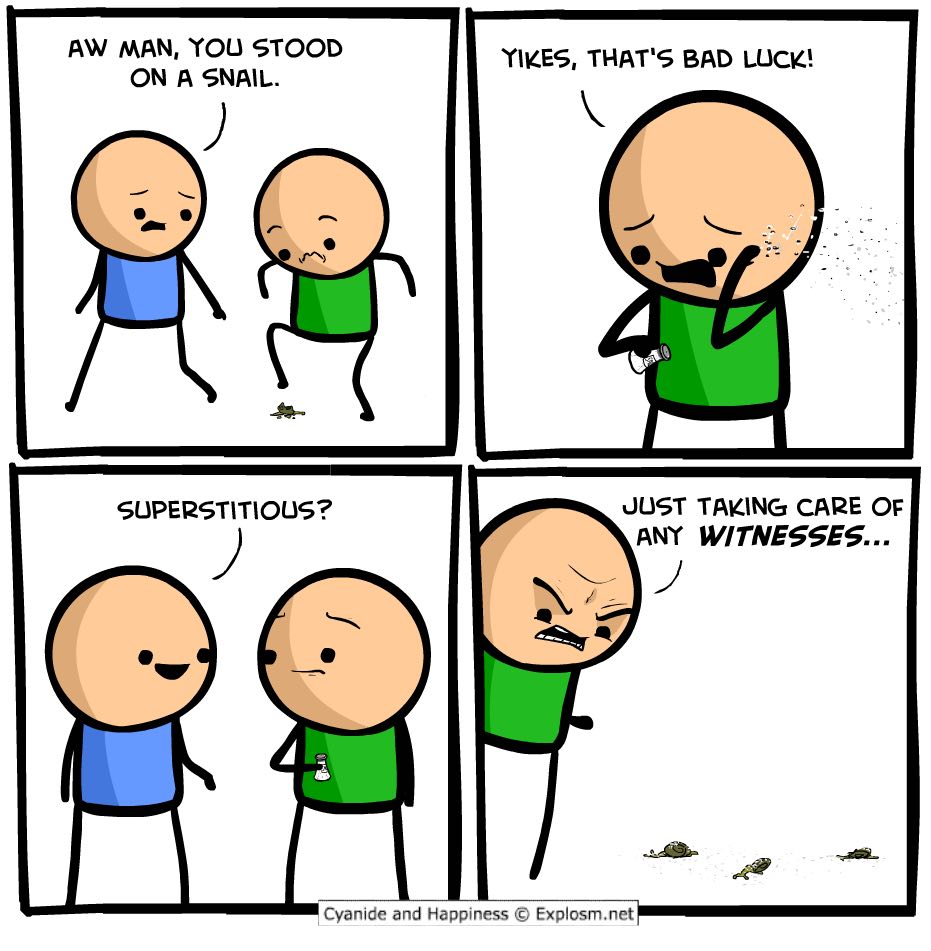 AW MAN, YOU STOOD
ON A SNAIL.
YIKES, THAT'S BAD LUCK!
SUPERSTITIOUS?
JUST TAKING CARE OF
ANY WITNESSES...
Cyanide and Happiness © Explosm.net